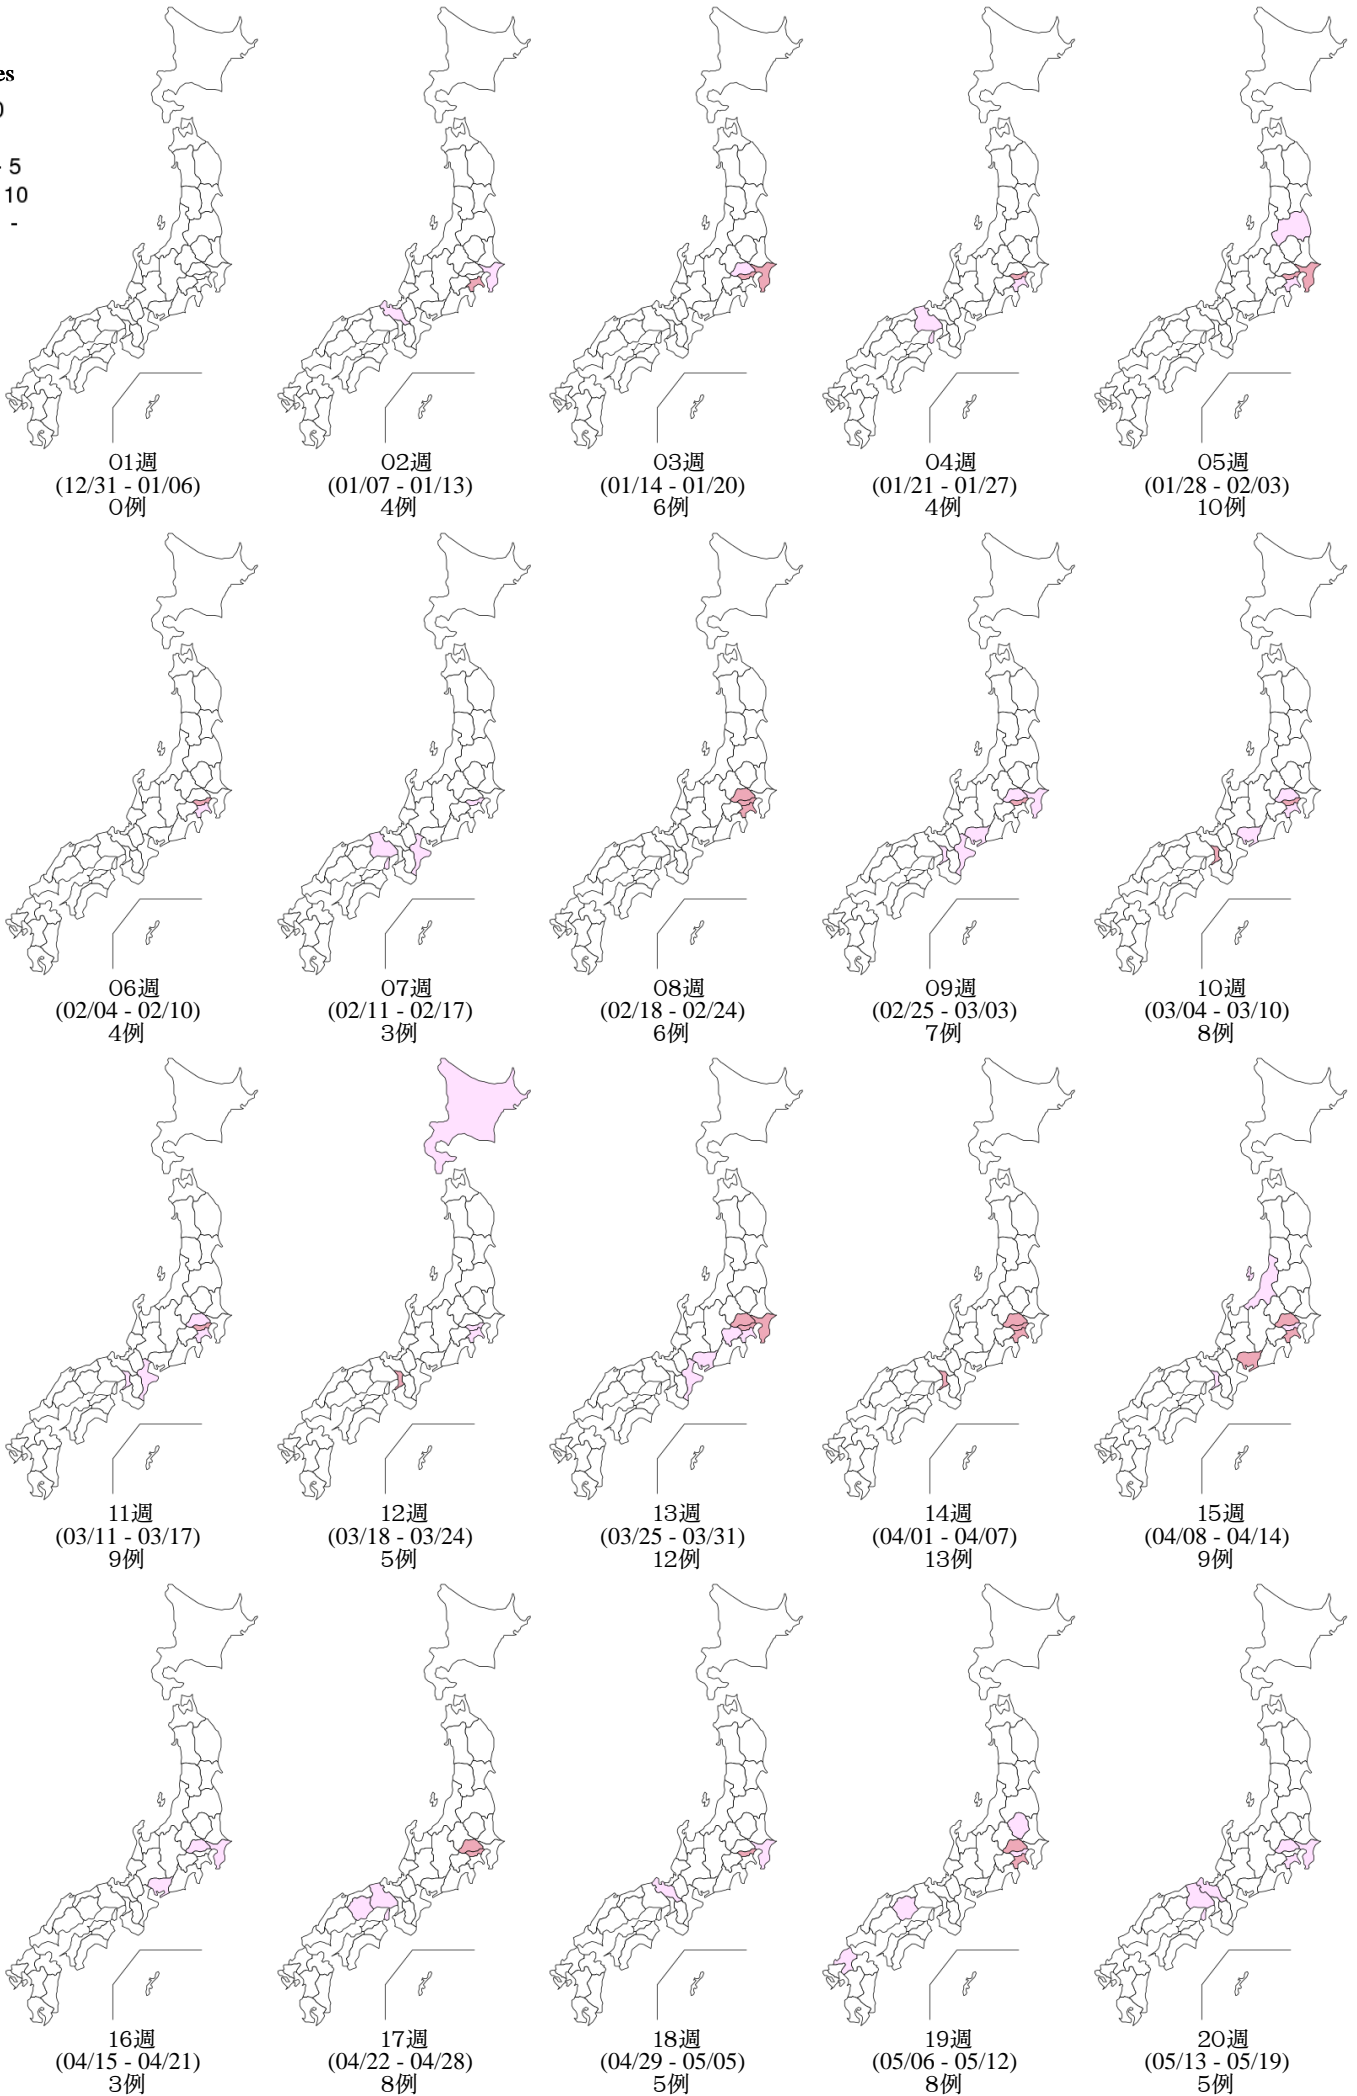 es
0
- 5
10
-
01週
(12/31 - 01/06)
0例
02週
(01/07 - 01/13)
4例
03週
(01/14 - 01/20)
6例
04週
(01/21 - 01/27)
4例
05週
(01/28 - 02/03)
10例
06週
(02/04 - 02/10)
4例
07週
(02/11 - 02/17)
3例
08週
(02/18 - 02/24)
6例
09週
(02/25 - 03/03)
7例
10週
(03/04 - 03/10)
8例
11週
(03/11 - 03/17)
9例
12週
(03/18 - 03/24)
5例
13週
(03/25 - 03/31)
12例
14週
(04/01 - 04/07)
13例
15週
(04/08 - 04/14)
9例
16週
(04/15 - 04/21)
3例
17週
(04/22 - 04/28)
8例
18週
(04/29 - 05/05)
5例
19週
(05/06 - 05/12)
8例
20週
(05/13 - 05/19)
5例